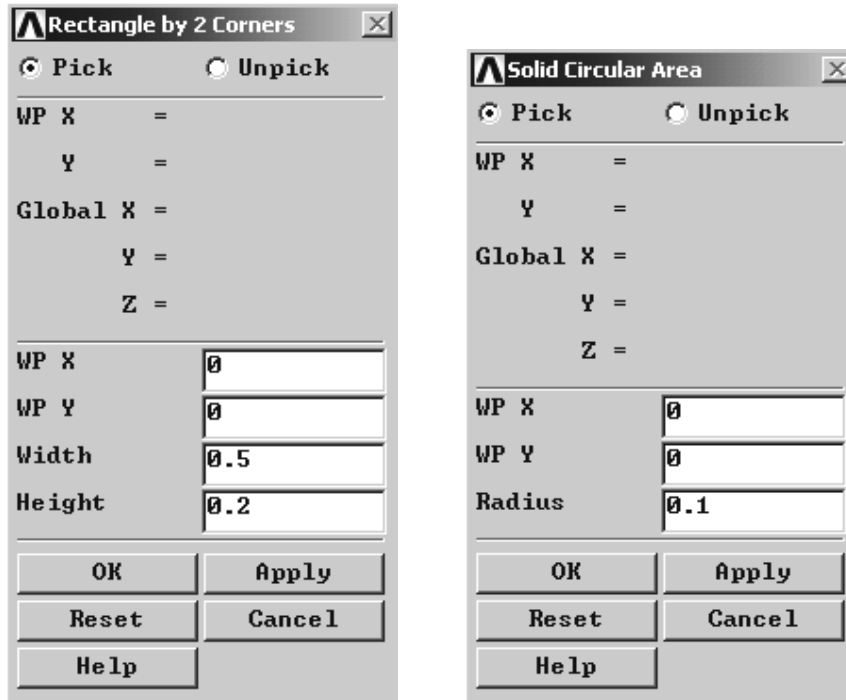 Rectangle by 2 Corners
Pick Unpick
WP X =
Y =
Global X =
Y =
Z =
WP X 0
WP Y 0
Width 0.5
Height 0.2
OK Apply
Reset Cancel
Help
Solid Circular Area
Pick Unpick
WP X =
Y =
Global X =
Y =
Z =
WP X 0
WP Y 0
Radius 0.1
OK Apply
Reset Cancel
Help